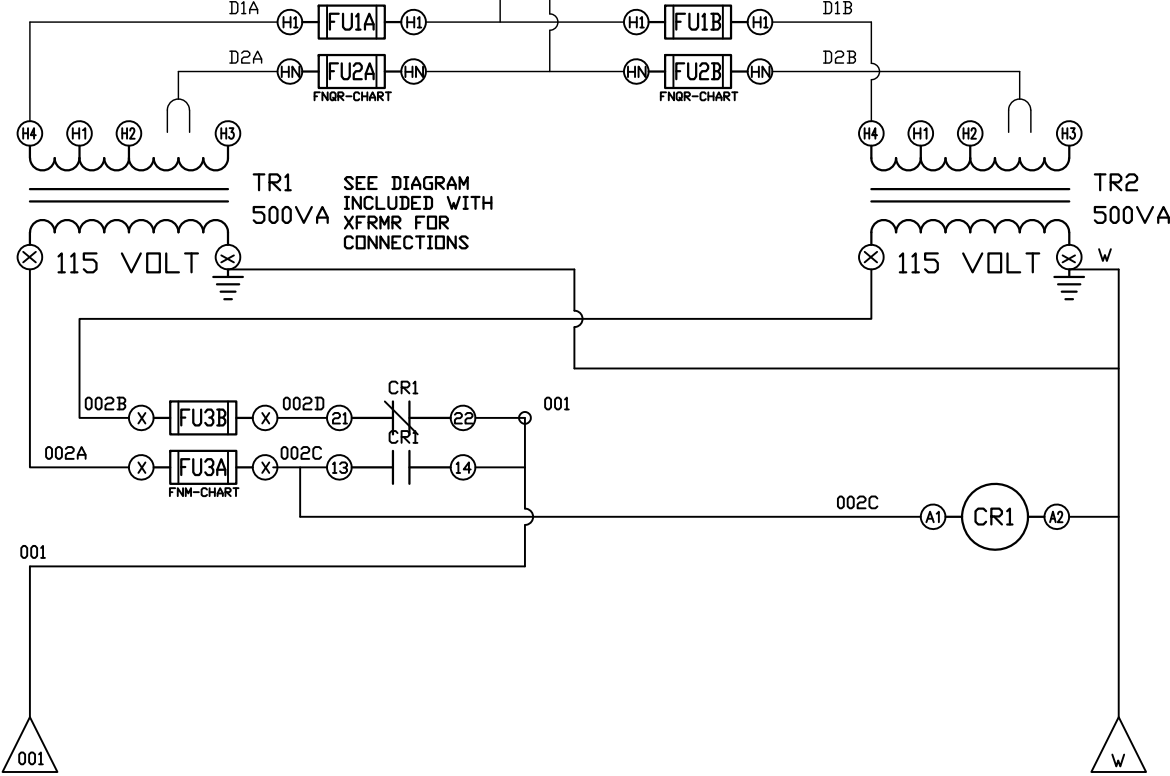 D1A H1 FU1A H1 H1 FU1B H1 D1B
D2A HN FU2A HN HN FU2B HN D2B
FNQR-CHART FNQR-CHART
H4 H1 H2 H3 H4 H1 H2 H3
TR1 TR2
500VA 500VA
SEE DIAGRAM
INCLUDED WITH
XFRMR FOR
CONNECTIONS
X 115 VOLT X X 115 VOLT X W
CR1
002B X FU3B X 002D 21 22 001
CR1
002A X FU3A X 002C 13 14
FNM-CHART
002C A1 CR1 A2
001
001 W